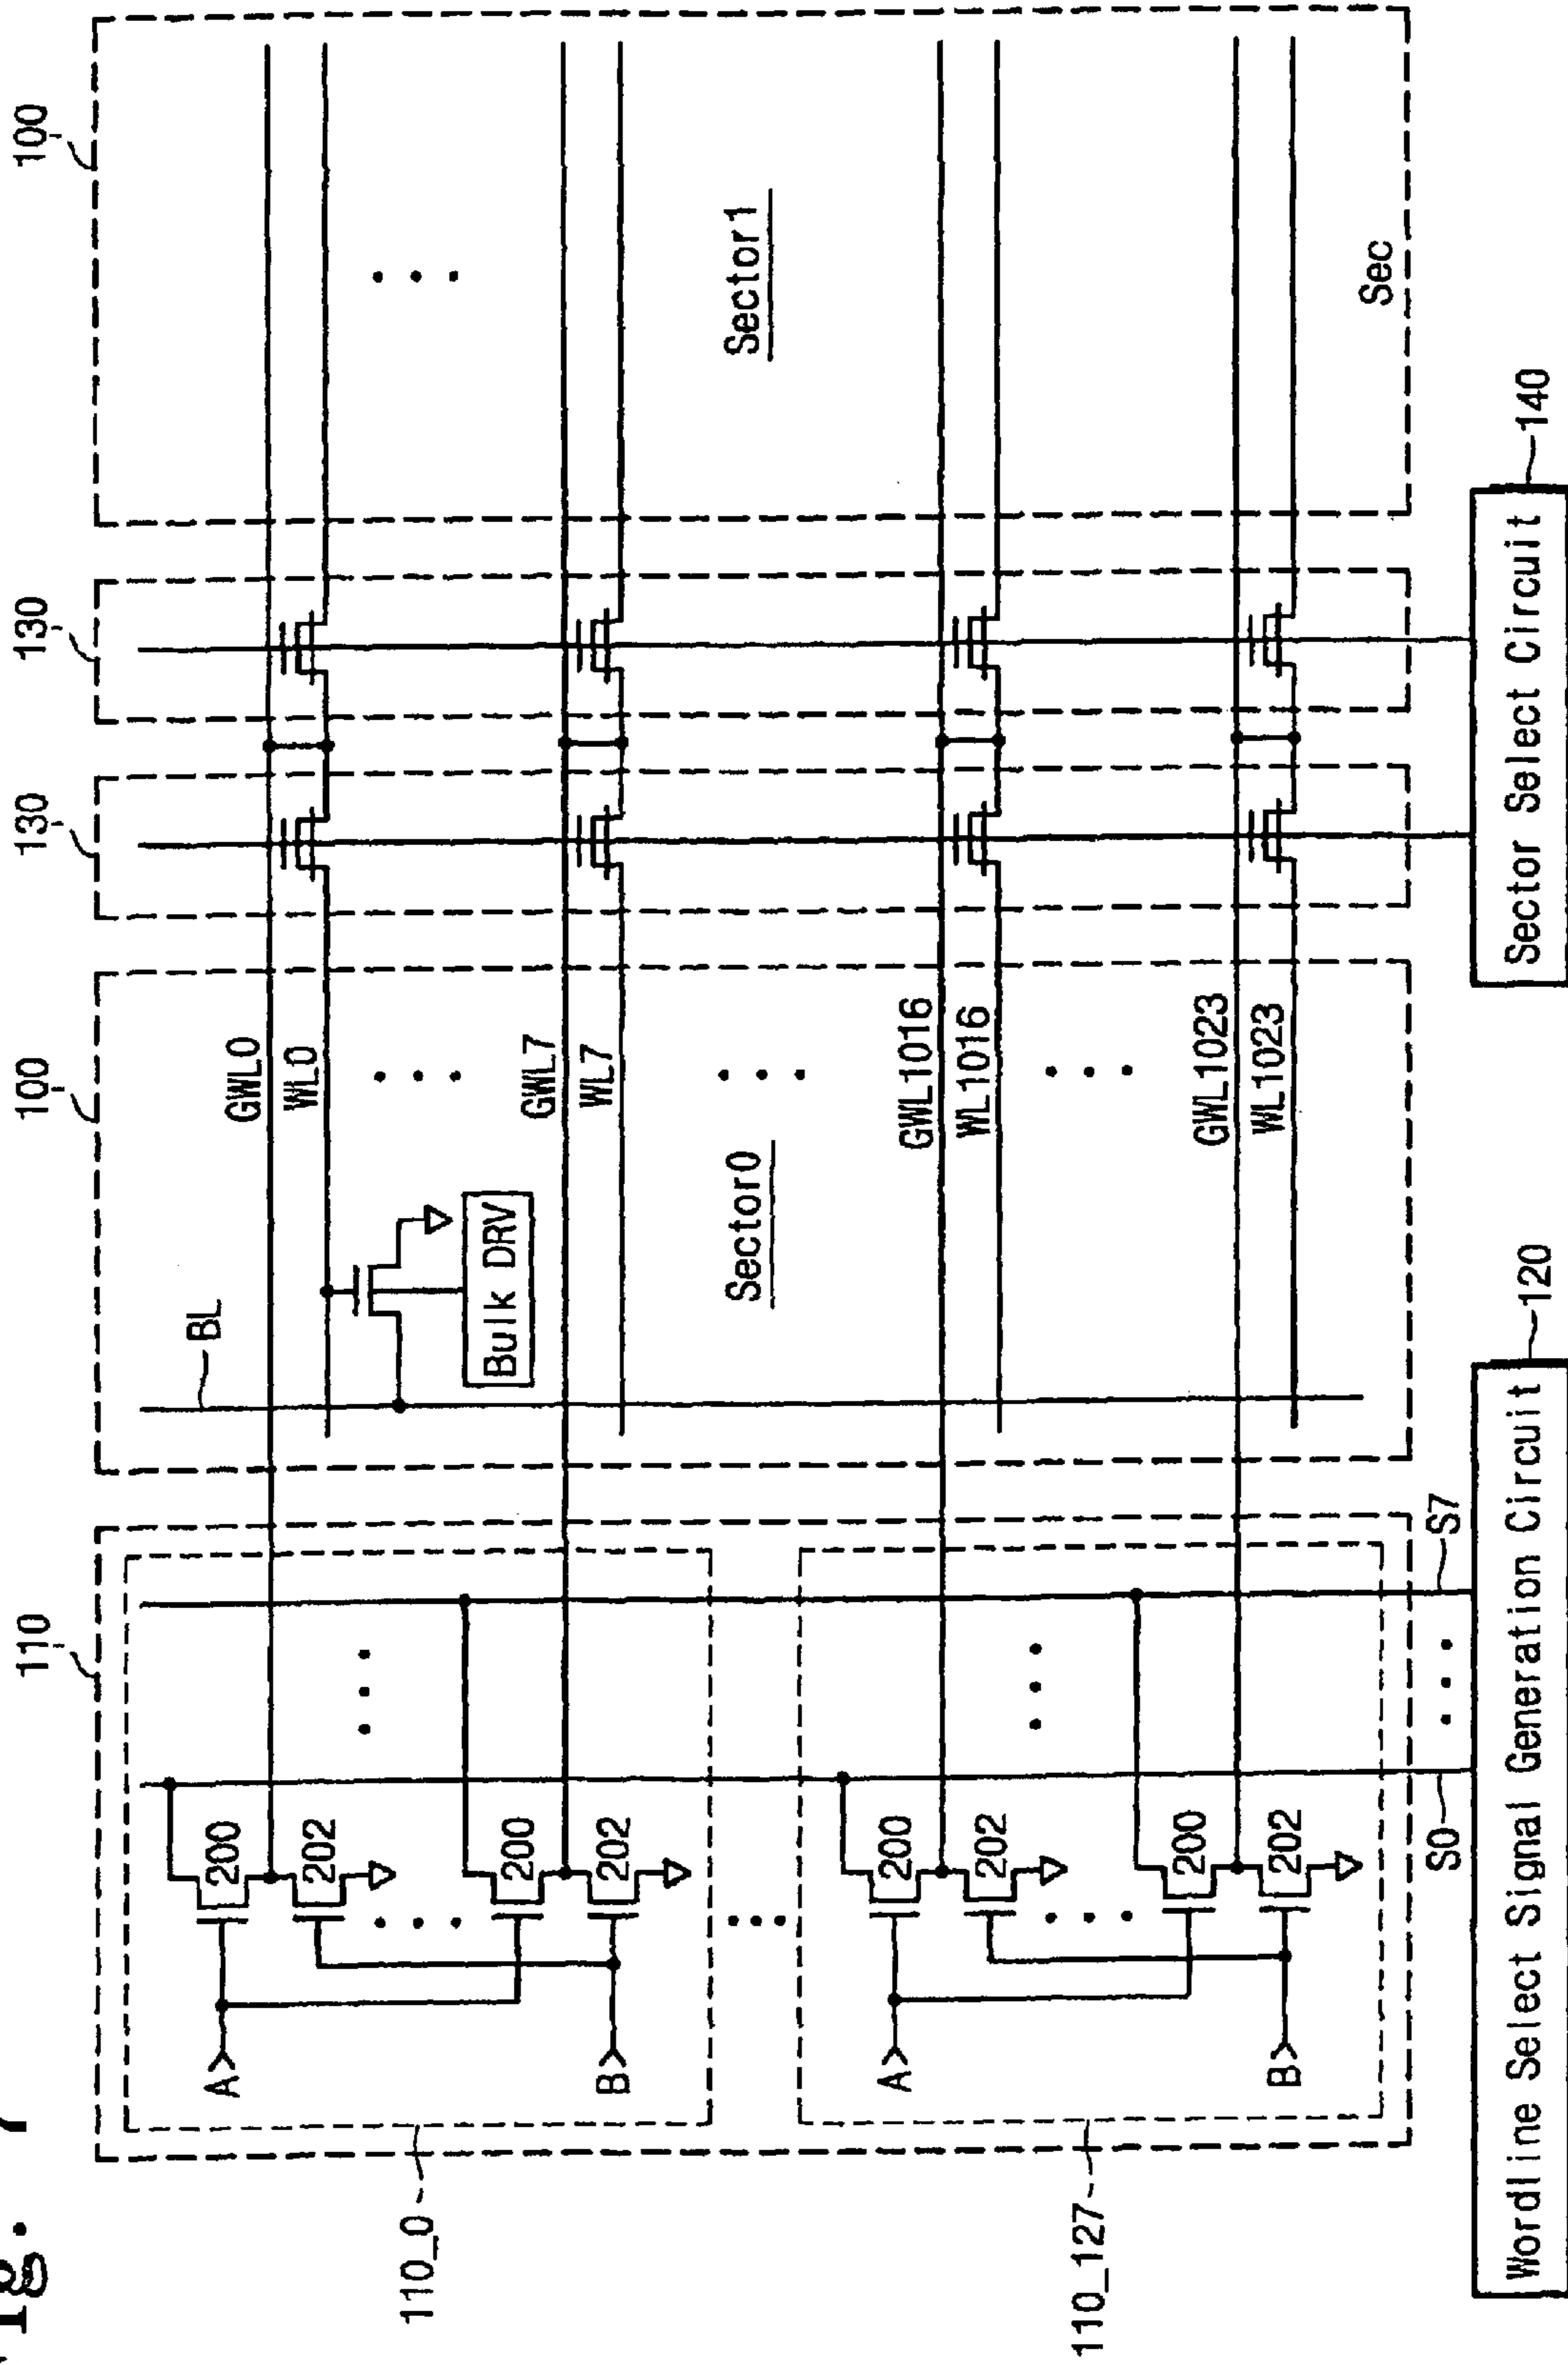 Fig. 7
110
100
130
130
100
A
200
202
200
202
B
110_0
BL
GWL0
WL0
Bulk DRV
GWL7
WL7
Sector0
Sector1
A
200
202
200
202
B
110_127
GWL1016
WL1016
GWL1023
WL1023
Sec
S0
S7
Wordline Select Signal Generation Circuit
120
Sector Select Circuit
140